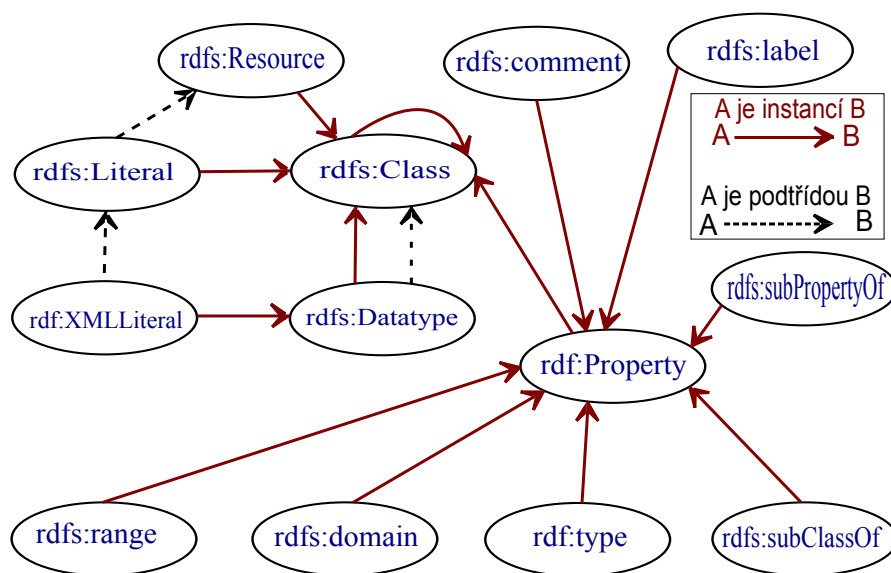 rdfs:Resource
rdfs:comment
rdfs:label
A je instancí B
A B
rdfs:Literal
rdfs:Class
A je podtřídou B
A B
rdf:XMLLiteral
rdfs:Datatype
rdfs:subPropertyOf
rdf:Property
rdfs:range
rdfs:domain
rdf:type
rdfs:subClassOf